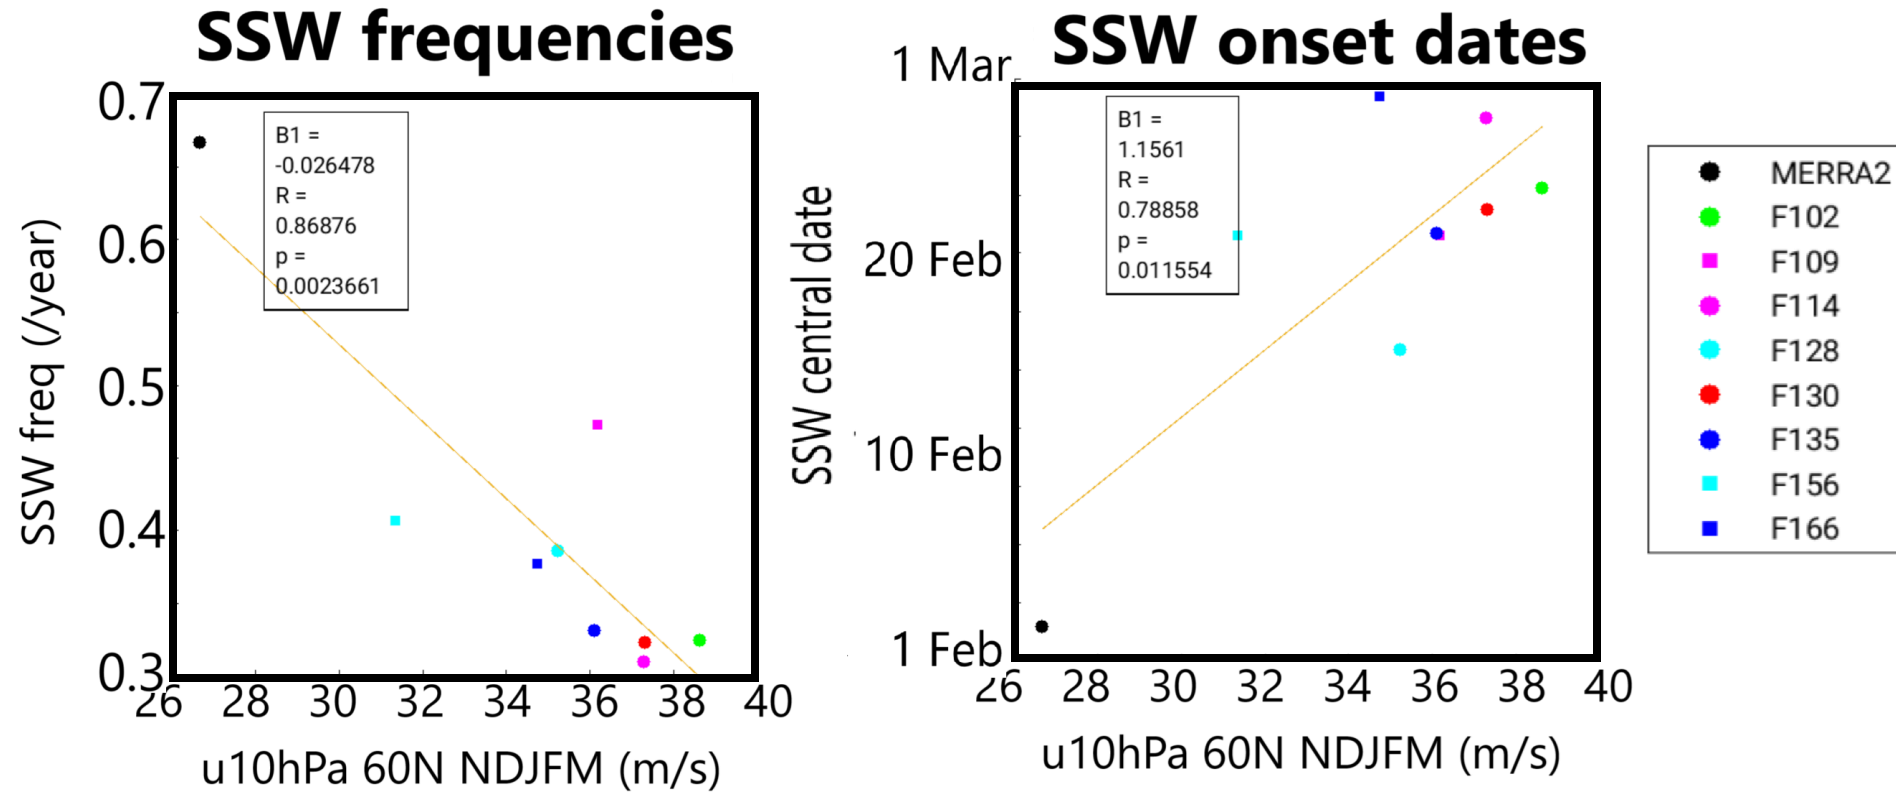 SSW frequencies
0.7
0.6
0.5
0.4
0.3
SSW freq (/year)
B1 =
-0.026478
R =
0.86876
p =
0.0023661
26 28 30 32 34 36 38 40
u10hPa 60N NDJFM (m/s)
SSW onset dates
1 Mar
20 Feb
10 Feb
1 Feb
SSW central date
B1 =
1.1561
R =
0.78858
p =
0.011554
26 28 30 32 34 36 38 40
u10hPa 60N NDJFM (m/s)
MERRA2
F102
F109
F114
F128
F130
F135
F156
F166